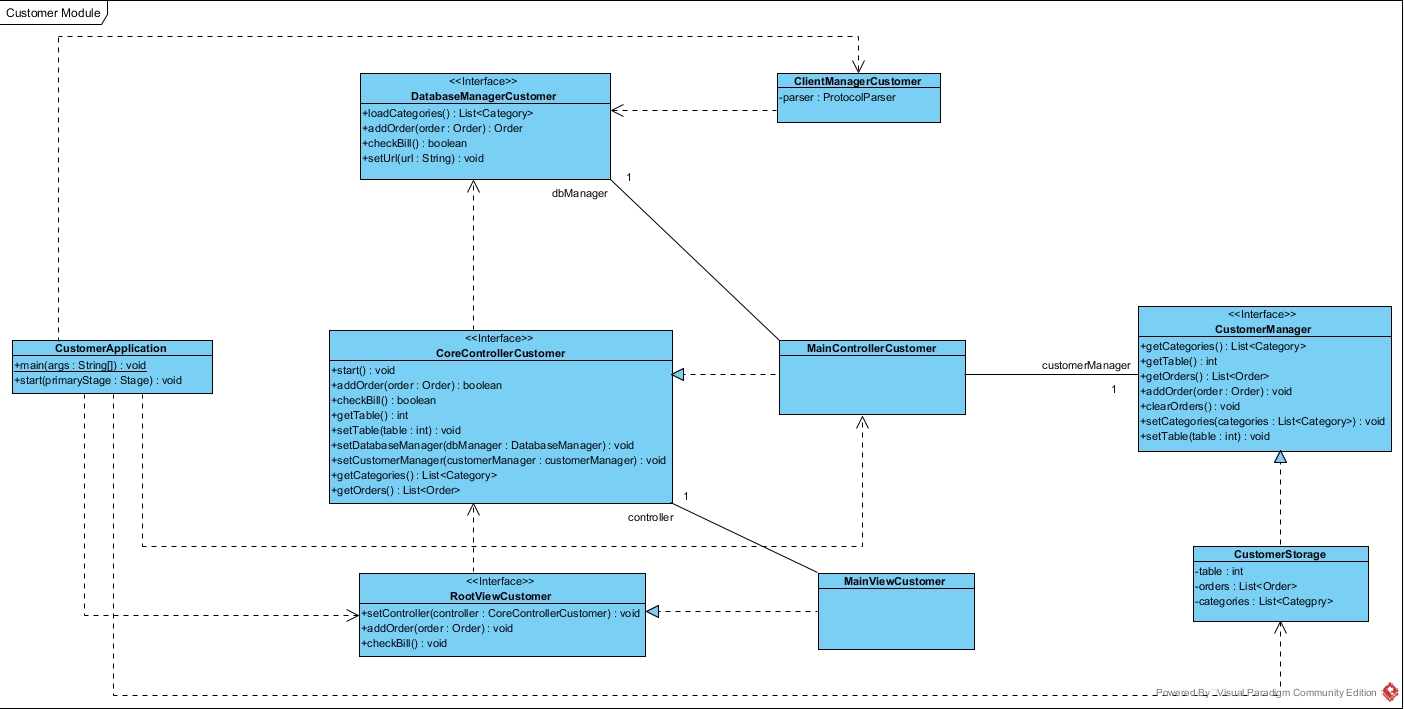 Customer Module
<<Interface>>
DatabaseManagerCustomer
+loadCategories() : List<Category>
+addOrder(order : Order) : Order
+checkBill() : boolean
+setUrl(url : String) : void
ClientManagerCustomer
-parser : ProtocolParser
1
dbManager
CustomerApplication
+main(args : String[]) : void
+start(primaryStage : Stage) : void
<<Interface>>
CoreControllerCustomer
+start() : void
+addOrder(order : Order) : boolean
+checkBill() : boolean
+getTable() : int
+setTable(table : int) : void
+setDatabaseManager(dbManager : DatabaseManager) : void
+setCustomerManager(customerManager : customerManager) : void
+getCategories() : List<Category>
+getOrders() : List<Order>
MainControllerCustomer
customerManager
1
<<Interface>>
CustomerManager
+getCategories() : List<Category>
+getTable() : int
+getOrders() : List<Order>
+addOrder(order : Order) : void
+clearOrders() : void
+setCategories(categories : List<Category>) : void
+setTable(table : int) : void
1
controller
<<Interface>>
RootViewCustomer
+setController(controller : CoreControllerCustomer) : void
+addOrder(order : Order) : void
+checkBill() : void
MainViewCustomer
CustomerStorage
-table : int
-orders : List<Order>
-categories : List<Categpry>
Powered By Visual Paradigm Community Edition